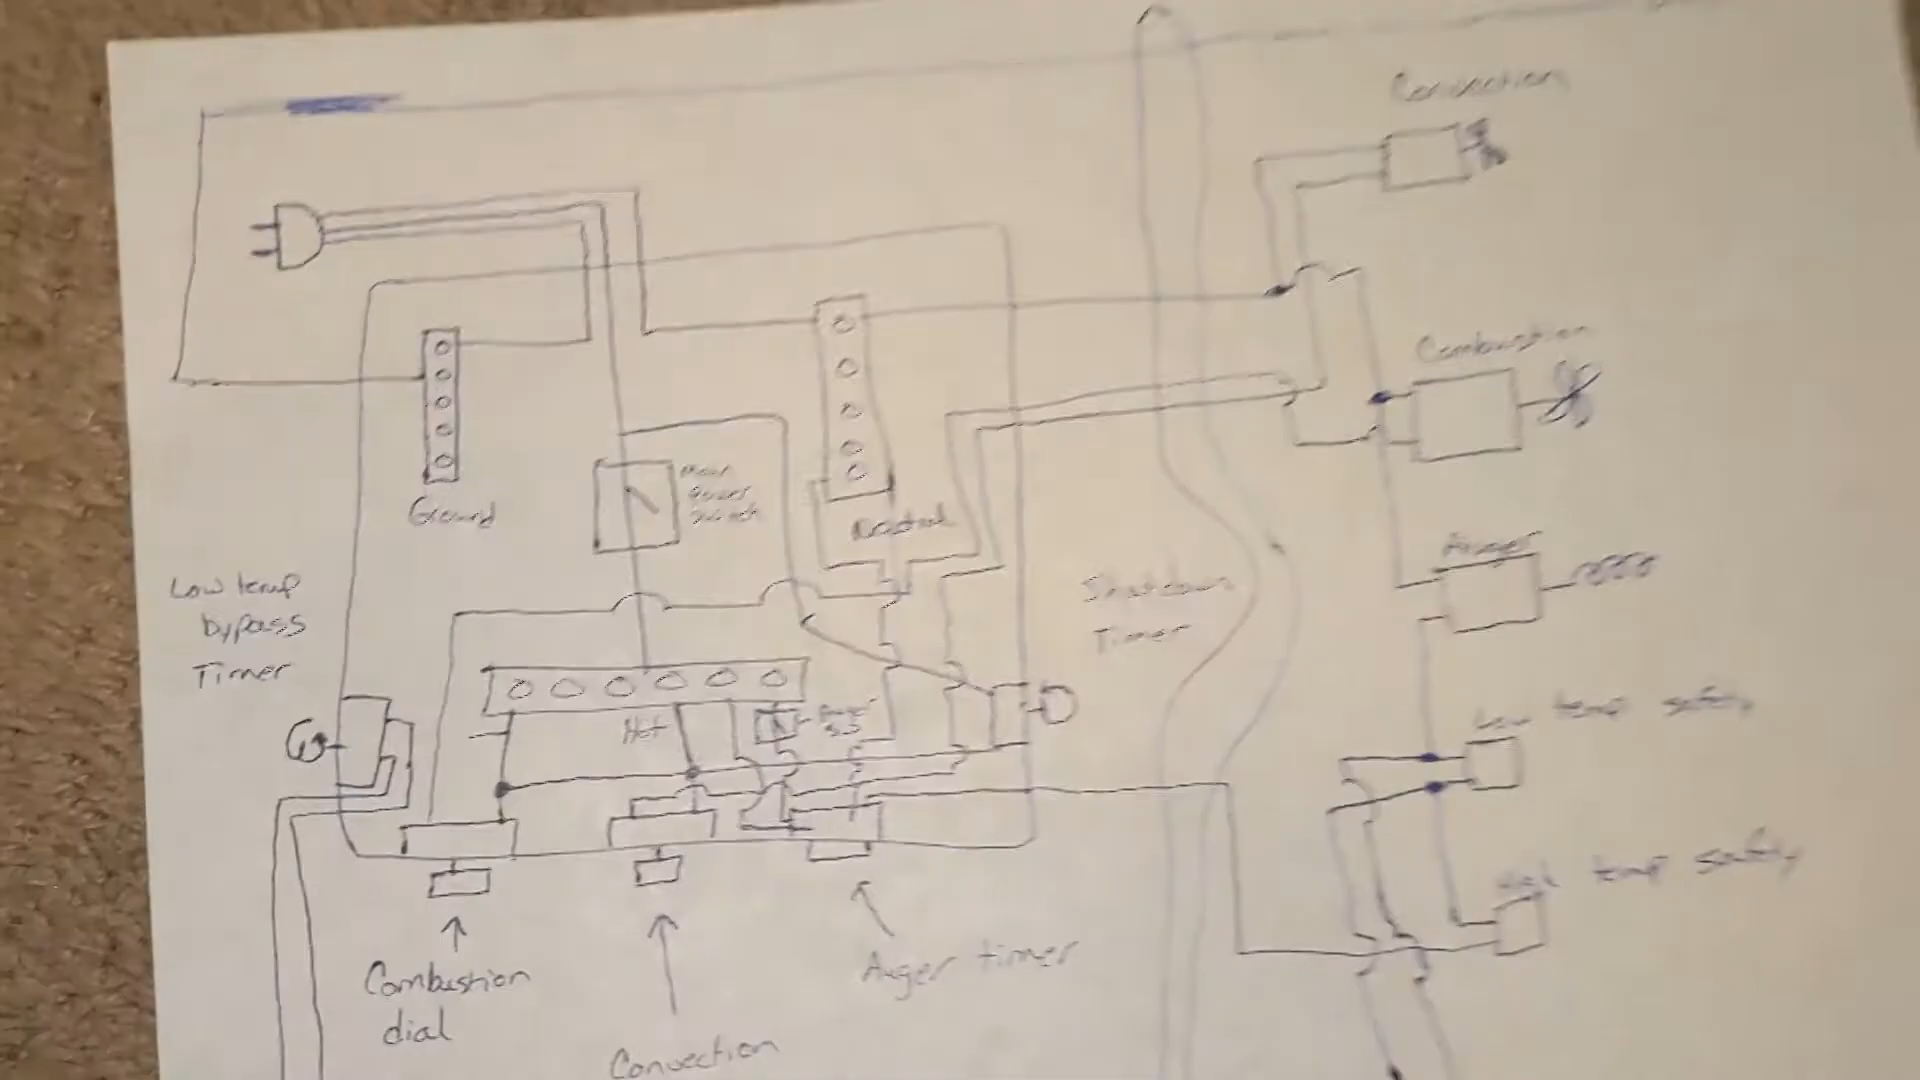 Convection
Combustion
Ground
Main
Power
Switch
Neutral
Auger
Low temp
bypass
Timer
Shutdown
Timer
Hot
Low temp safety
High temp safety
Combustion
dial
Auger timer
Convection